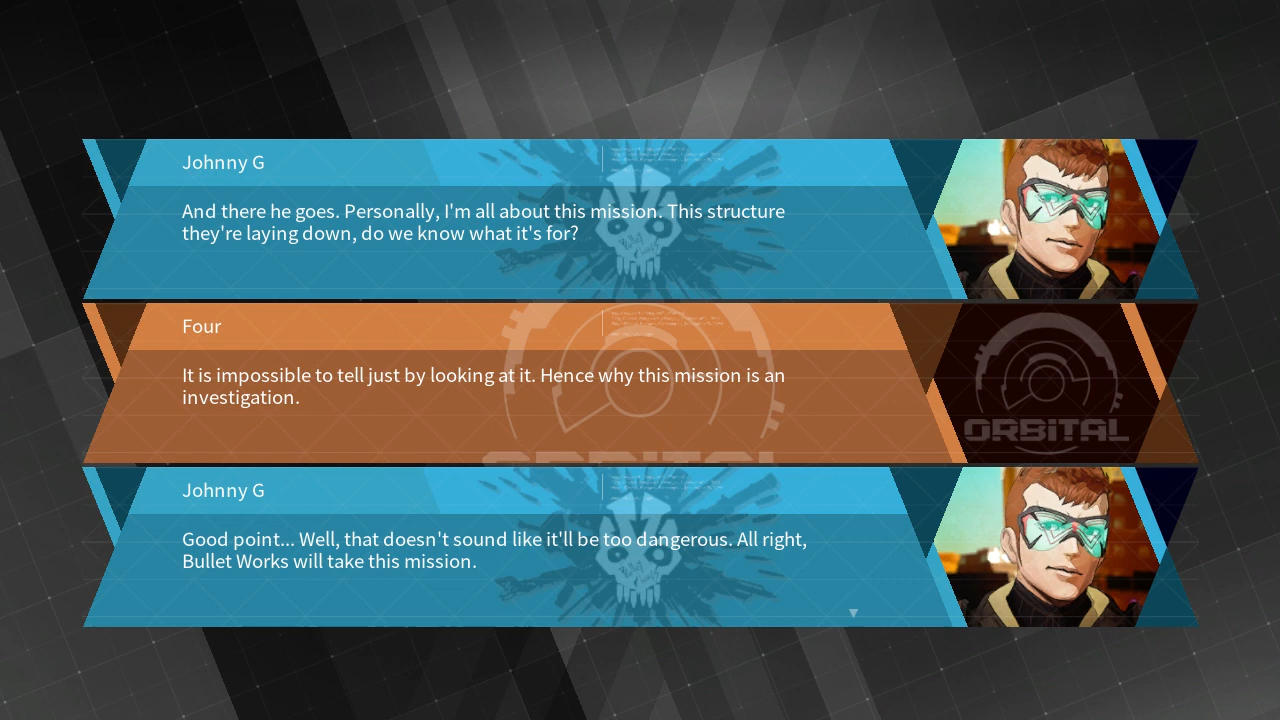 Johnny G
And there he goes. Personally, I'm all about this mission. This structure
they're laying down, do we know what it's for?
Four
It is impossible to tell just by looking at it. Hence why this mission is an
investigation.
ORBITAL
ORBITAL
Johnny G
Good point... Well, that doesn't sound like it'll be too dangerous. All right,
Bullet Works will take this mission.